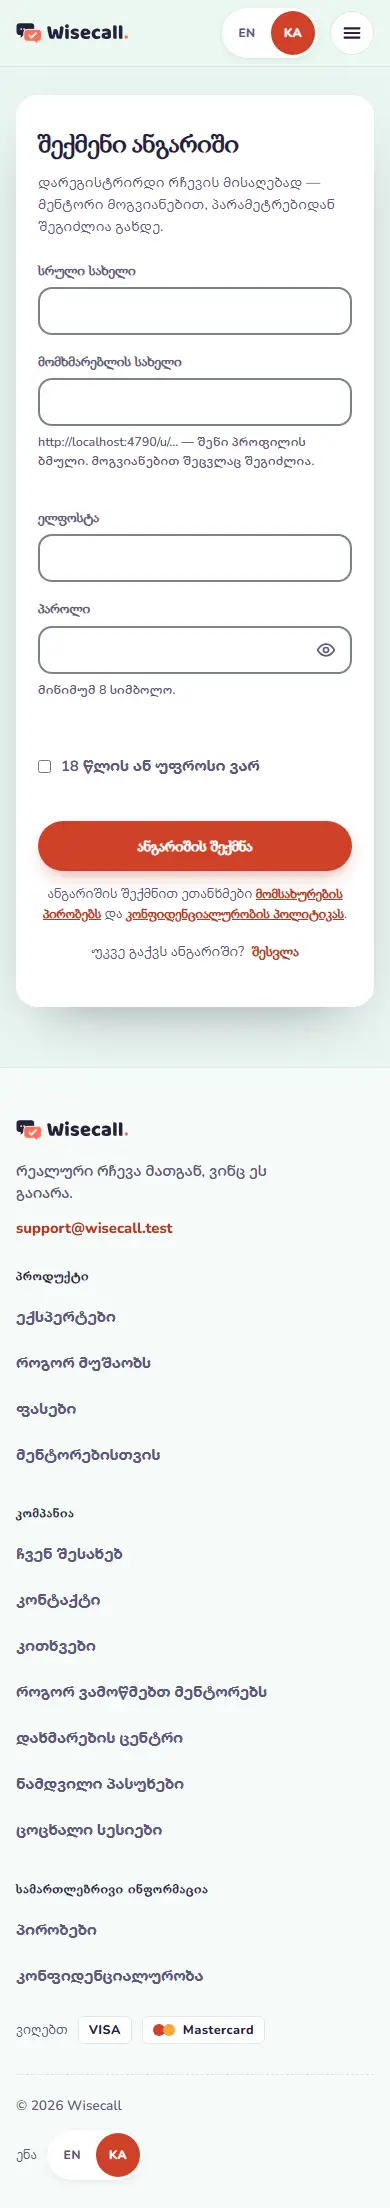 Wisecall.
EN KA
შექმენი ანგარიში
დარეგისტრირდი რჩევის მისაღებად —
მენტორი მოგვიანებით, პარამეტრებიდან
შეგიძლია გახდე.
სრული სახელი
მომხმარებლის სახელი
http://localhost:4790/u/... — შენი პროფილის
ბმული. მოგვიანებით შეცვლაც შეგიძლია.
ელფოსტა
პაროლი
მინიმუმ 8 სიმბოლო.
18 წლის ან უფროსი ვარ
ანგარიშის შექმნა
ანგარიშის შექმნით ეთანხმები მომსახურების
პირობებს და კონფიდენციალურობის პოლიტიკას.
უკვე გაქვს ანგარიში? შესვლა
Wisecall.
რეალური რჩევა მათგან, ვინც ეს
გაიარა.
support@wisecall.test
პროდუქტი
ექსპერტები
როგორ მუშაობს
ფასები
მენტორებისთვის
კომპანია
ჩვენ შესახებ
კონტაქტი
კითხვები
როგორ ვამოწმებთ მენტორებს
დახმარების ცენტრი
ნამდვილი პასუხები
ცოცხალი სესიები
სამართლებრივი ინფორმაცია
პირობები
კონფიდენციალურობა
ვიღებთ VISA Mastercard
© 2026 Wisecall
ენა EN KA